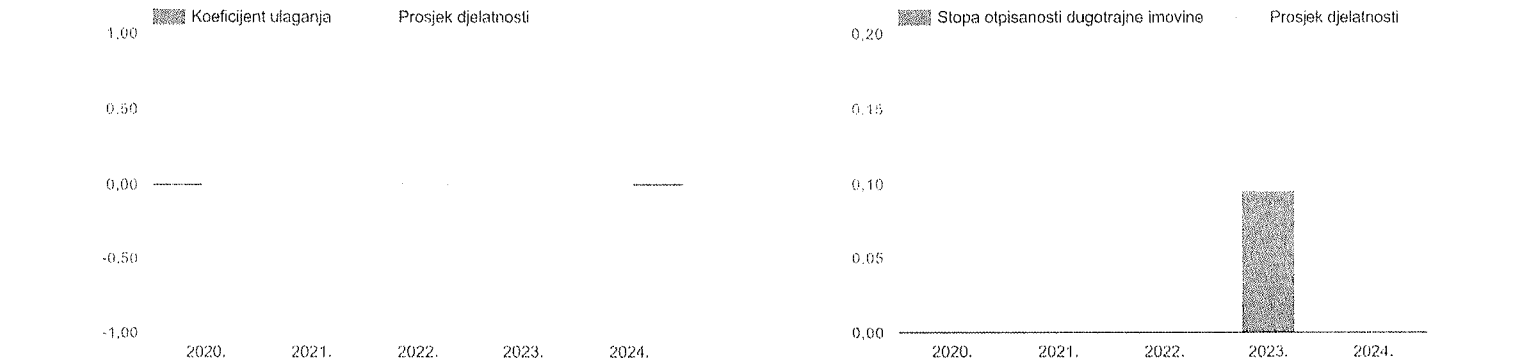 Koeficijent ulaganja Prosjek djelatnosti
1,00
0,50
0,00
-0,50
-1,00
2020. 2021. 2022. 2023. 2024.
Stopa otpisanosti dugotrajne imovine Prosjek djelatnosti
0,20
0,15
0,10
0,05
0,00
2020. 2021. 2022. 2023. 2024.